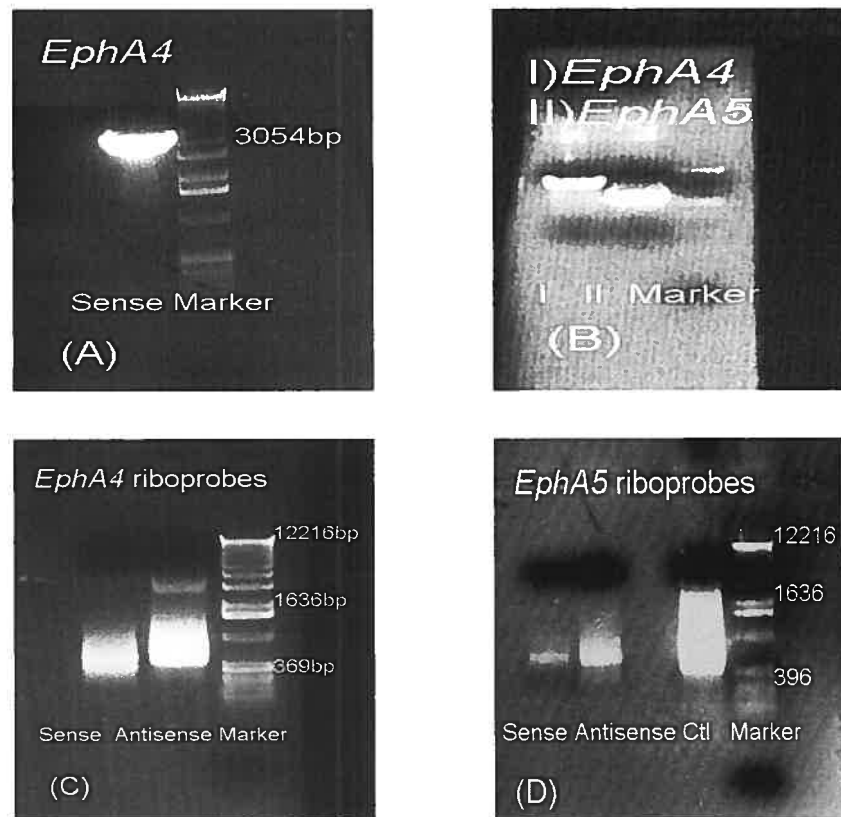 EphA4
3054bp
Sense Marker
(A)
I)EphA4
II)EphA5
I II Marker
(B)
EphA4 riboprobes
12216bp
1636bp
369bp
Sense Antisense Marker
(C)
EphA5 riboprobes
12216
1636
396
Sense Antisense Ctl Marker
(D)